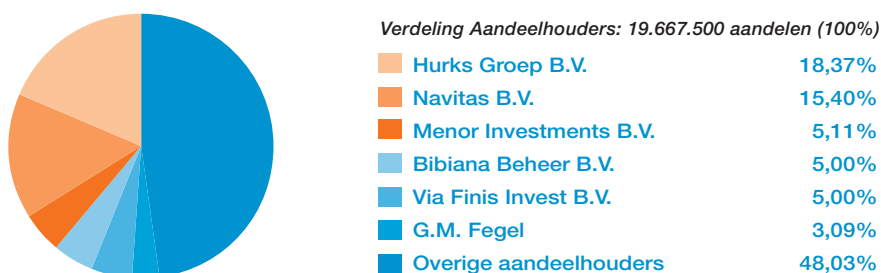 Verdeling Aandeelhouders: 19.667.500 aandelen (100%)
Hurks Groep B.V. 18,37%
Navitas B.V. 15,40%
Menor Investments B.V. 5,11%
Bibiana Beheer B.V. 5,00%
Via Finis Invest B.V. 5,00%
G.M. Fegel 3,09%
Overige aandeelhouders 48,03%